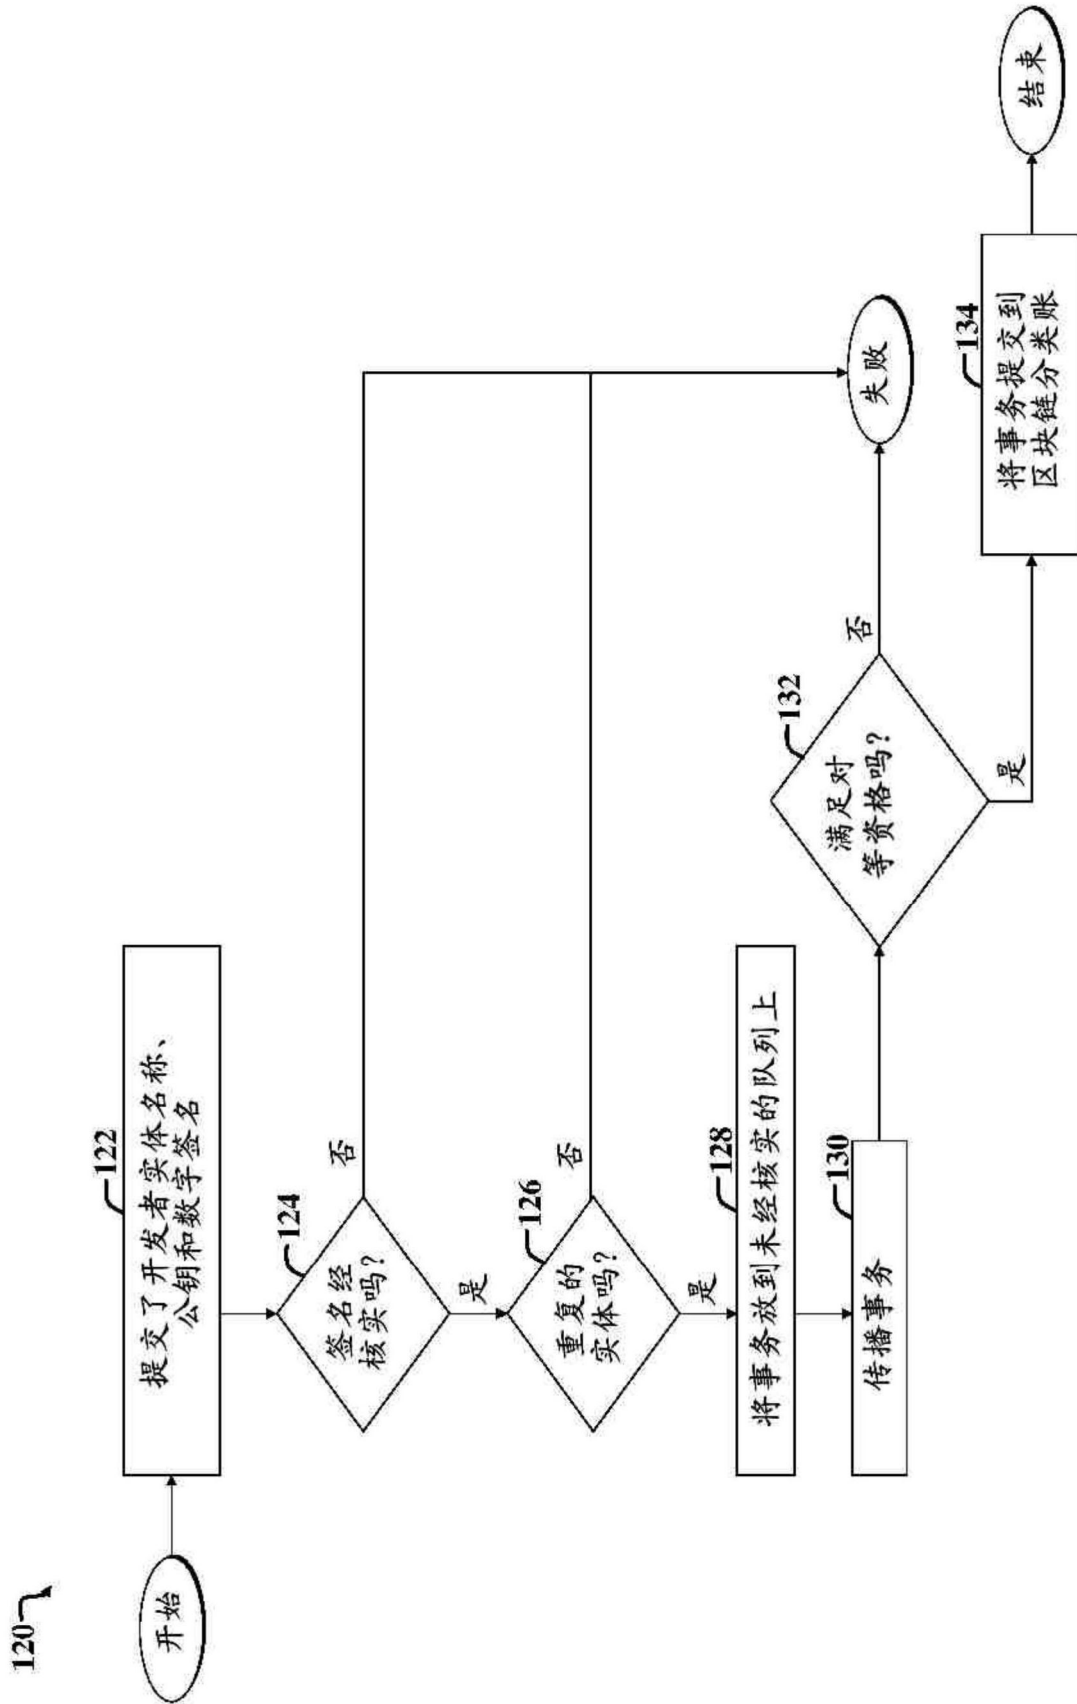 120
开始
122
提交了开发者实体名称、
公钥和数字签名
124
签名经
核实吗?
否
是
126
重复的
实体吗?
否
是
128
将事务放到未经核实的队列上
130
传播事务
132
满足对
等资格吗?
否
是
失败
134
将事务提交到
区块链分类账
结束